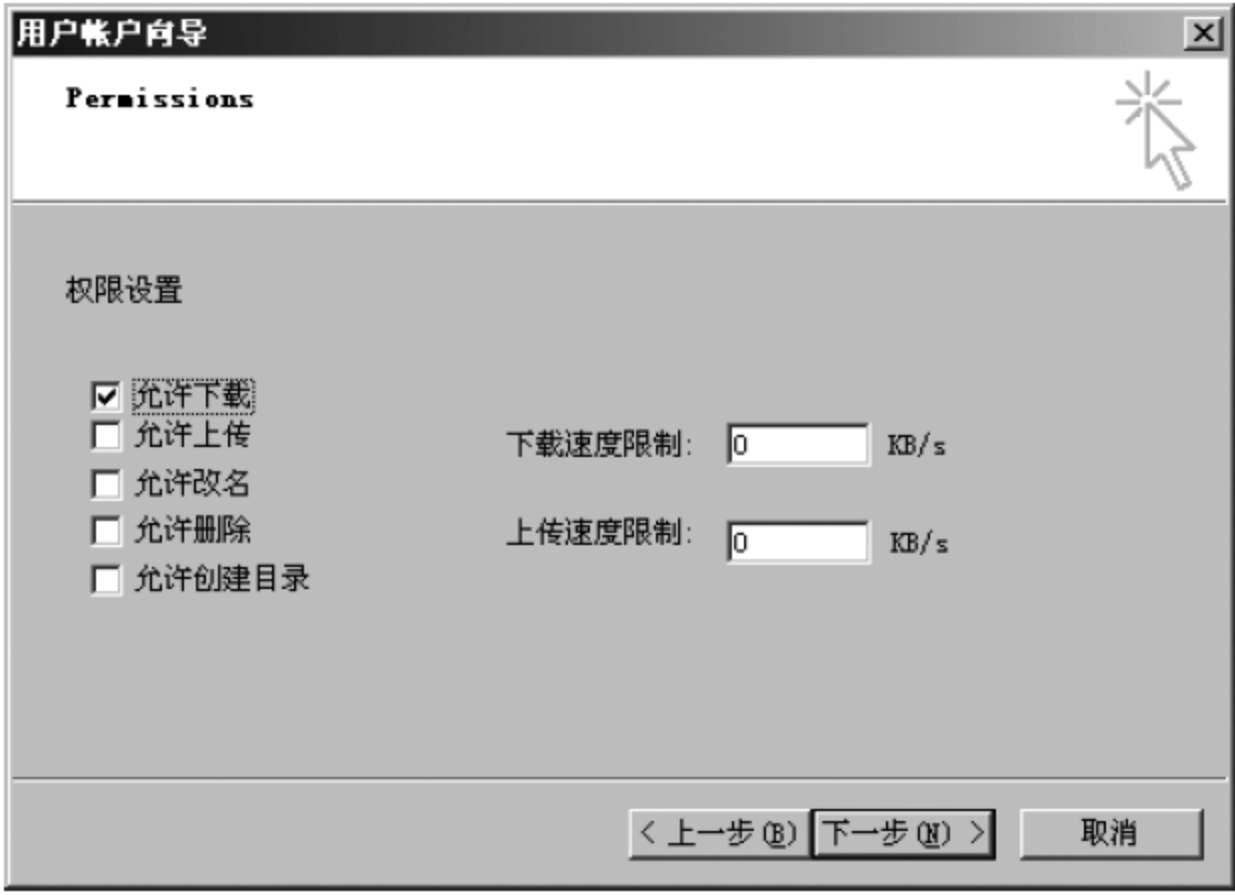 用户帐户向导
Permissions
权限设置
允许下载
允许上传
允许改名
允许删除
允许创建目录
下载速度限制: 0 KB/s
上传速度限制: 0 KB/s
< 上一步(B) 下一步(N) > 取消